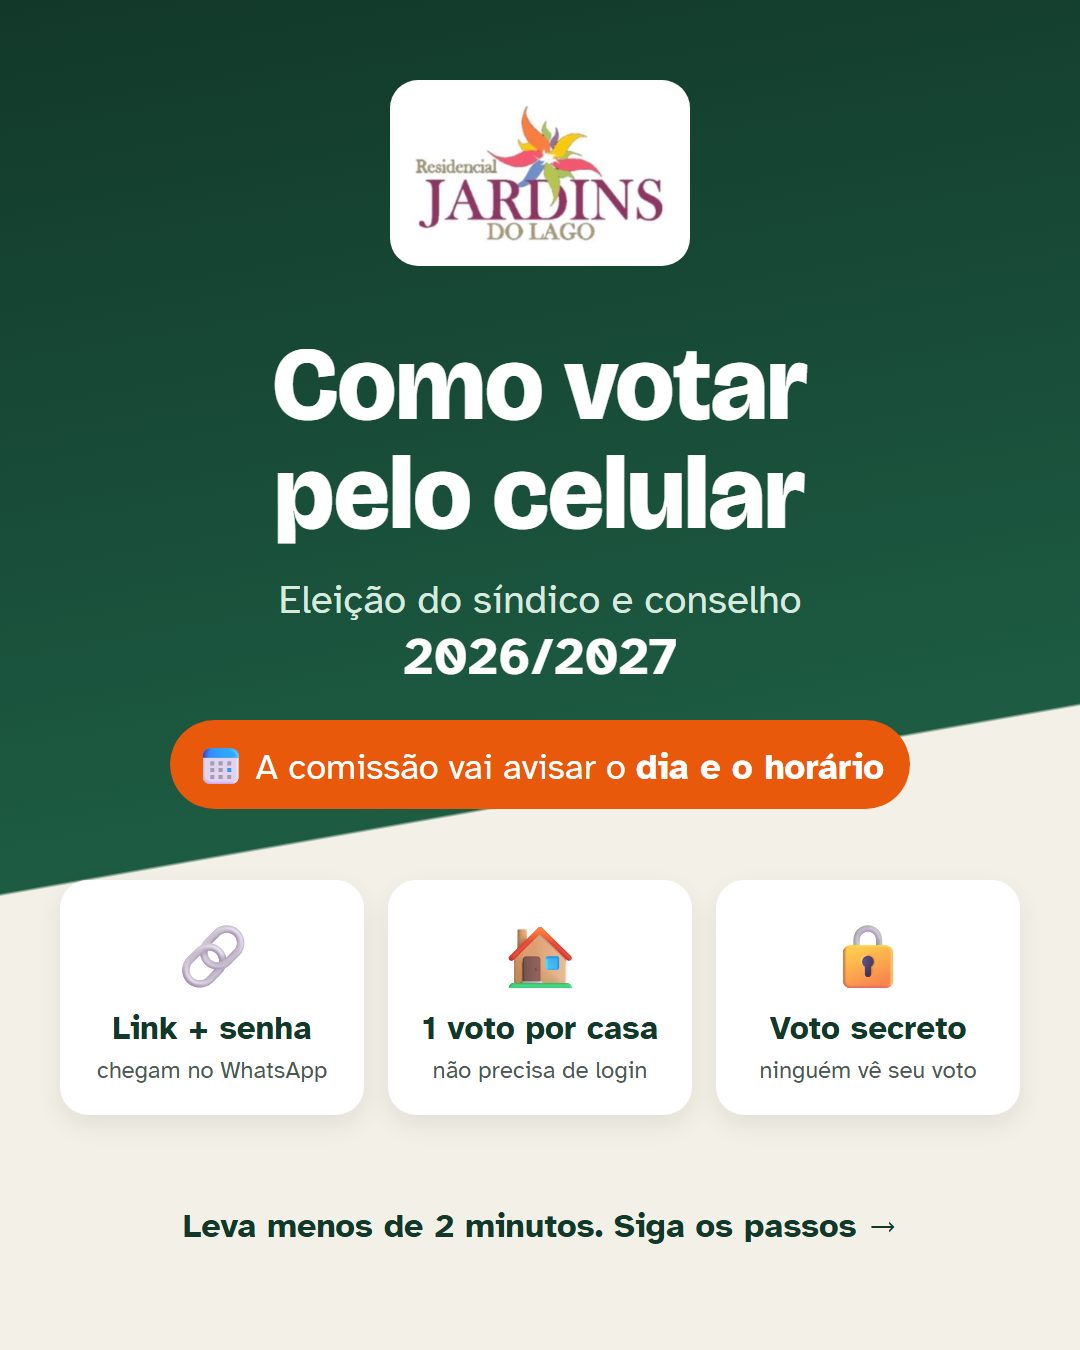 Residencial
JARDINS
DO LAGO
Como votar
pelo celular
Eleição do síndico e conselho
2026/2027
A comissão vai avisar o dia e o horário
Link + senha
chegam no WhatsApp
1 voto por casa
não precisa de login
Voto secreto
ninguém vê seu voto
Leva menos de 2 minutos. Siga os passos →